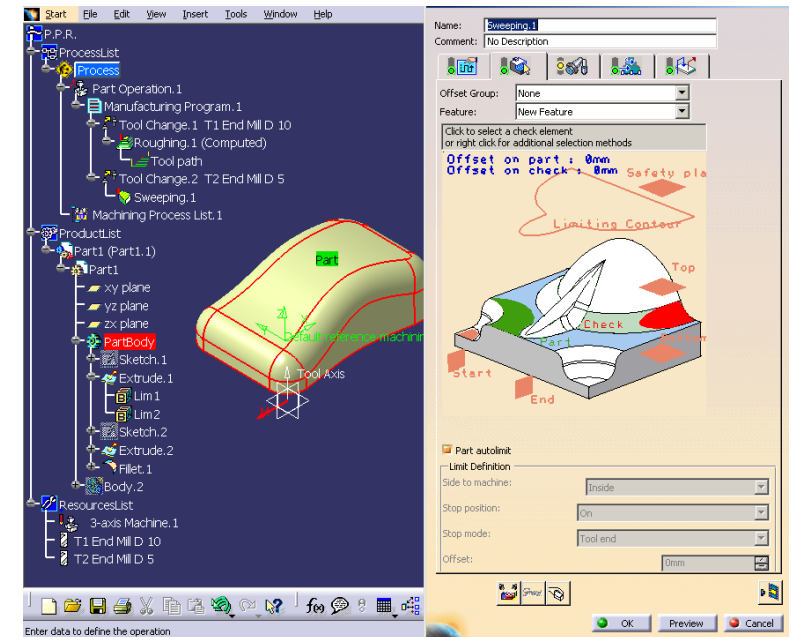 Start File Edit View Insert Tools Window Help
P.P.R.
ProcessList
Process
Part Operation.1
Manufacturing Program.1
Tool Change.1 T1 End Mill D 10
Roughing.1 (Computed)
Tool path
Tool Change.2 T2 End Mill D 5
Sweeping.1
Machining Process List.1
ProductList
Part1 (Part1.1)
Part1
xy plane
yz plane
zx plane
PartBody
Sketch.1
Extrude.1
Lim1
Lim2
Sketch.2
Extrude.2
Fillet.1
Body.2
ResourcesList
3-axis Machine.1
T1 End Mill D 10
T2 End Mill D 5
Part
Z
Default reference machinin
Tool Axis
Enter data to define the operation
Name: Sweeping.1
Comment: No Description
Offset Group: None
Feature: New Feature
Click to select a check element
or right click for additional selection methods
Offset on part : 0mm
Offset on check : 0mm
Safety pla
Limiting Contour
Top
Check
Part
Bottom
Start
End
Part autolimit
Limit Definition
Side to machine: Inside
Stop position: On
Stop mode: Tool end
Offset: 0mm
OK Preview Cancel